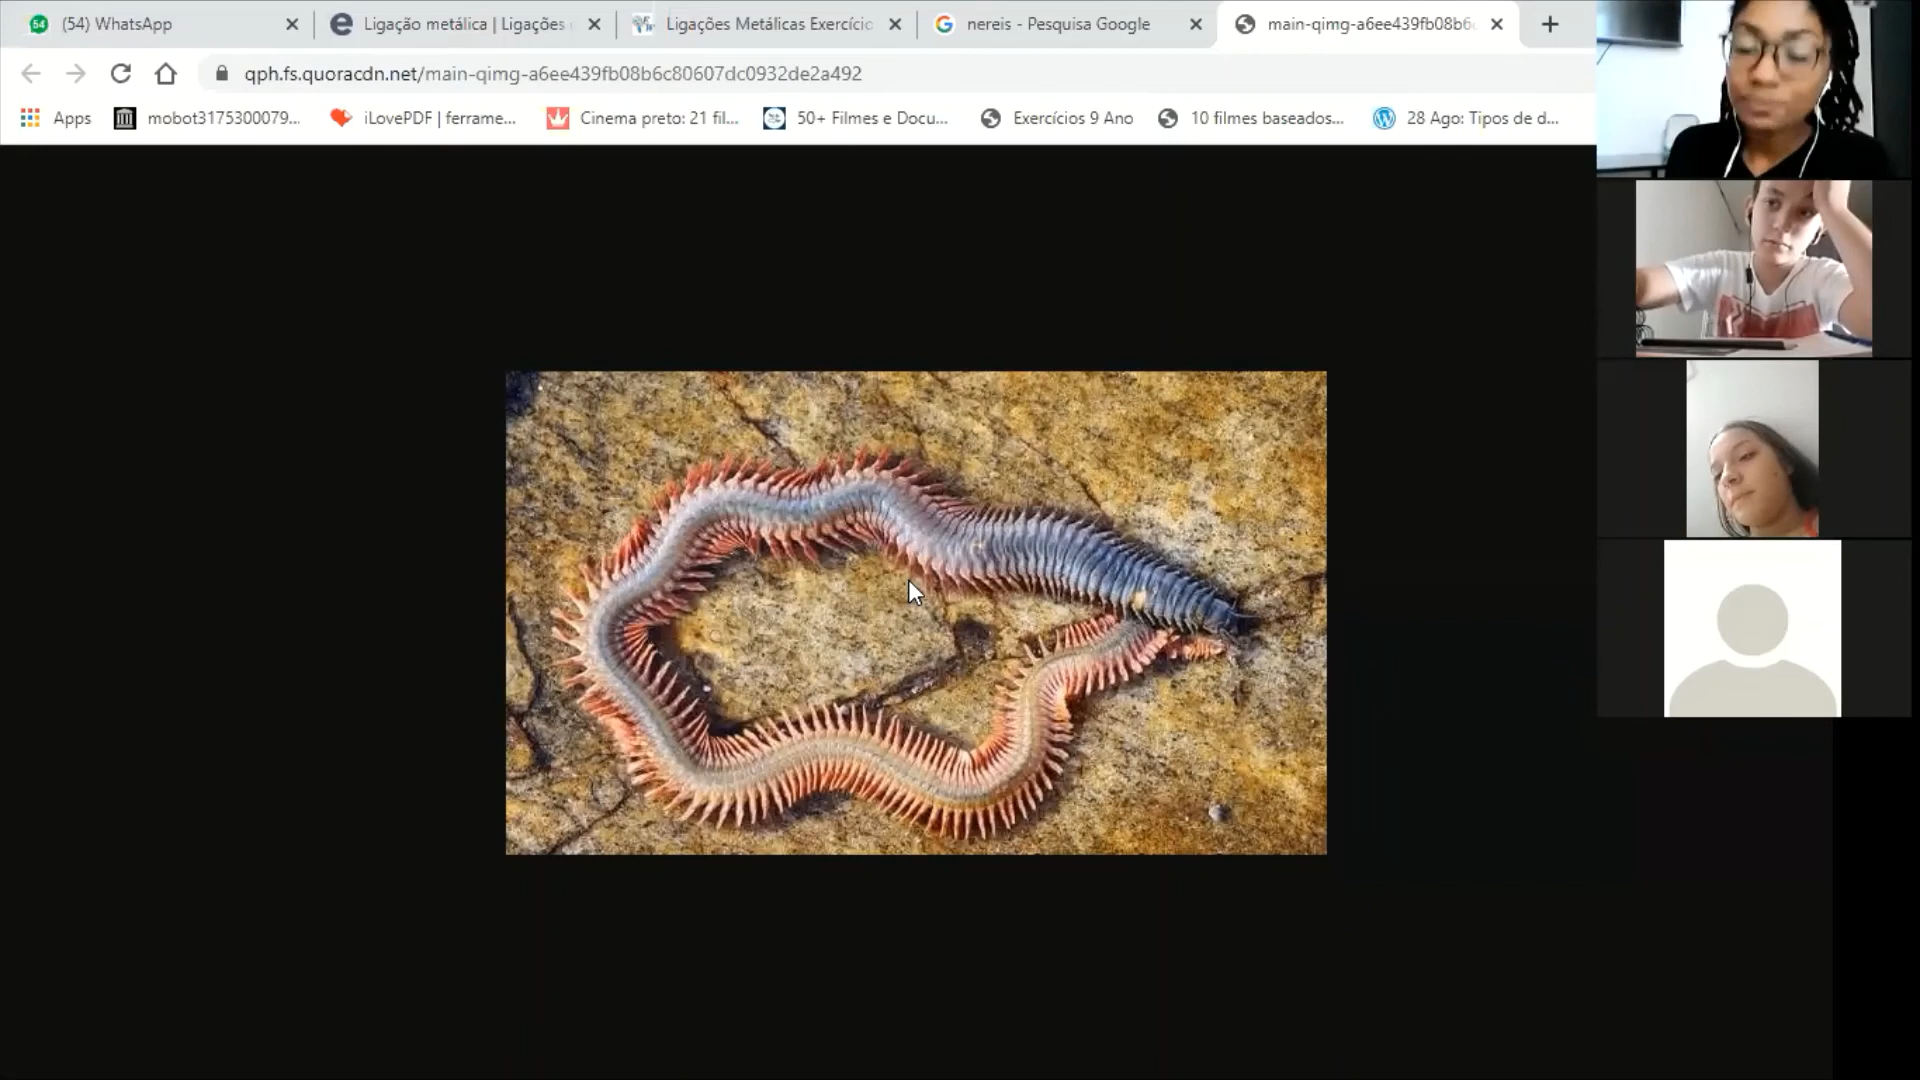 54 (54) WhatsApp
Ligação metálica | Ligações
Ligações Metálicas Exercício
nereis - Pesquisa Google
main-qimg-a6ee439fb08b6c
qph.fs.quoracdn.net/main-qimg-a6ee439fb08b6c80607dc0932de2a492
Apps
mobot3175300079...
iLovePDF | ferrame...
Cinema preto: 21 fil...
50+ Filmes e Docu...
Exercícios 9 Ano
10 filmes baseados...
28 Ago: Tipos de d...